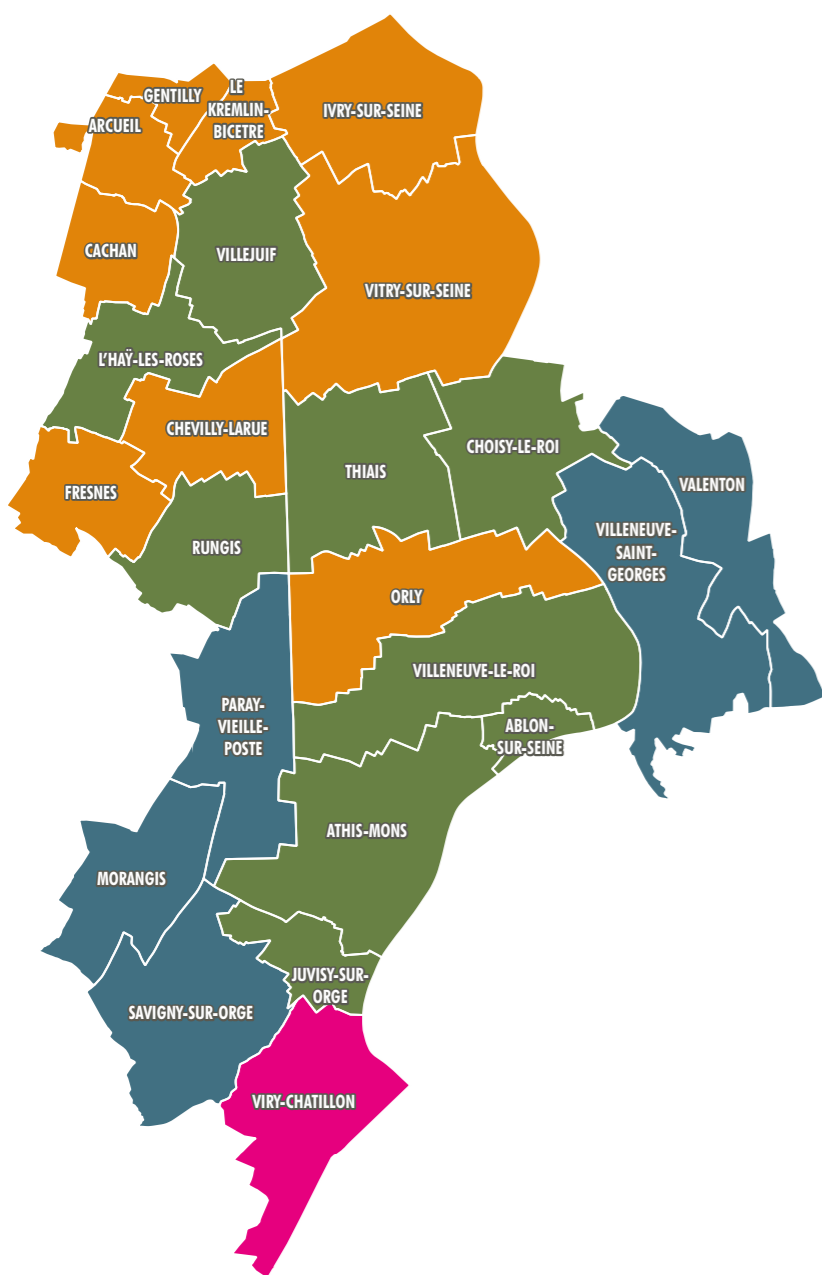 GENTILLY
LE
KREMLIN-
BICETRE
IVRY-SUR-SEINE
ARCUEIL
CACHAN
VILLEJUIF
VITRY-SUR-SEINE
L'HAŸ-LES-ROSES
CHEVILLY-LARUE
THIAIS
CHOISY-LE-ROI
FRESNES
VALENTON
RUNGIS
VILLENEUVE-
SAINT-
GEORGES
ORLY
VILLENEUVE-LE-ROI
PARAY-
VIEILLE-
POSTE
ABLON-
SUR-SEINE
ATHIS-MONS
MORANGIS
JUVISY-SUR-
ORGE
SAVIGNY-SUR-ORGE
VIRY-CHATILLON